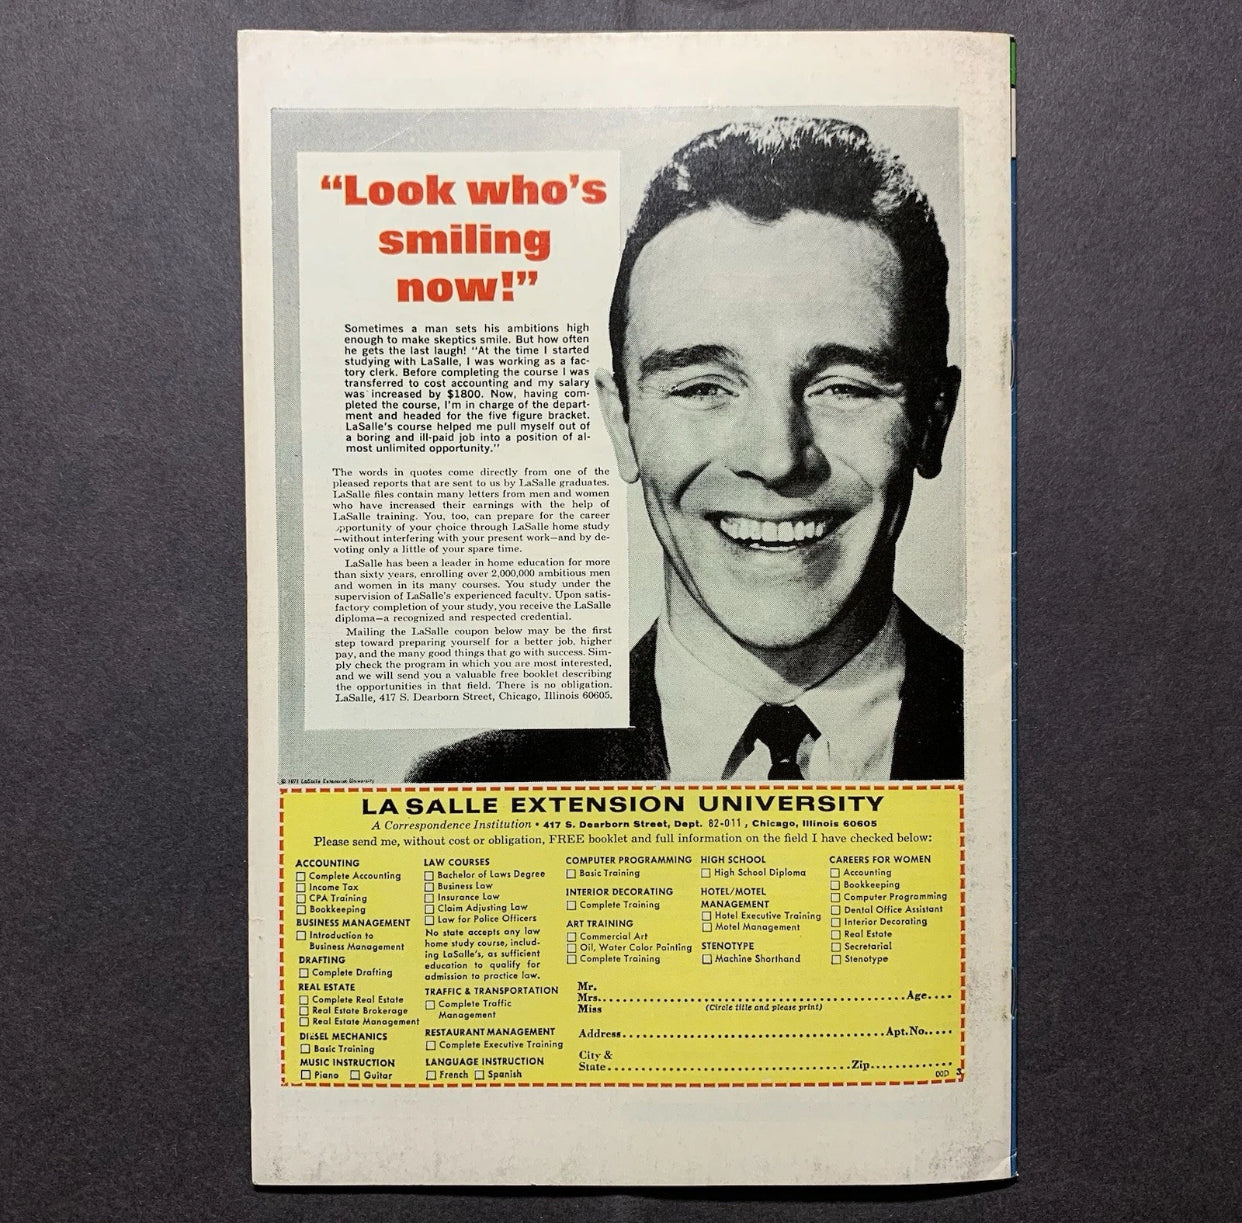 “Look who’s
smiling
now!”
Sometimes a man sets his ambitions high
enough to make skeptics smile. But how often
he gets the last laugh! “At the time I started
studying with LaSalle, I was working as a fac-
tory clerk. Before completing the course I was
transferred to cost accounting and my salary
was increased by $1800. Now, having com-
pleted the course, I’m in charge of the depart-
ment and headed for the five figure bracket.
LaSalle’s course helped me pull myself out of
a boring and ill-paid job into a position of al-
most unlimited opportunity.”
The words in quotes come directly from one of the
pleased reports that are sent to us by LaSalle graduates.
LaSalle files contain many letters from men and women
who have increased their earnings with the help of
LaSalle training. You, too, can prepare for the career
opportunity of your choice through LaSalle home study
—without interfering with your present work—and by de-
voting only a little of your spare time.
LaSalle has been a leader in home education for more
than sixty years, enrolling over 2,000,000 ambitious men
and women in its many courses. You study under the
supervision of LaSalle’s experienced faculty. Upon satis-
factory completion of your study, you receive the LaSalle
diploma—a recognized and respected credential.
Mailing the LaSalle coupon below may be the first
step toward preparing yourself for a better job, higher
pay, and the many good things that go with success. Sim-
ply check the program in which you are most interested,
and we will send you a valuable free booklet describing
the opportunities in that field. There is no obligation.
LaSalle, 417 S. Dearborn Street, Chicago, Illinois 60605.
© 1971 LaSalle Extension University
LA SALLE EXTENSION UNIVERSITY
A Correspondence Institution • 417 S. Dearborn Street, Dept. 82-011, Chicago, Illinois 60605
Please send me, without cost or obligation, FREE booklet and full information on the field I have checked below:
ACCOUNTING
Complete Accounting
Income Tax
CPA Training
Bookkeeping
BUSINESS MANAGEMENT
Introduction to
Business Management
DRAFTING
Complete Drafting
REAL ESTATE
Complete Real Estate
Real Estate Brokerage
Real Estate Management
DIESEL MECHANICS
Basic Training
MUSIC INSTRUCTION
Piano Guitar
LAW COURSES
Bachelor of Laws Degree
Business Law
Insurance Law
Claim Adjusting Law
Law for Police Officers
No state accepts any law
home study course, includ-
ing LaSalle’s, as sufficient
education to qualify for
admission to practice law.
TRAFFIC & TRANSPORTATION
Complete Traffic
Management
RESTAURANT MANAGEMENT
Complete Executive Training
LANGUAGE INSTRUCTION
French Spanish
COMPUTER PROGRAMMING
Basic Training
INTERIOR DECORATING
Complete Training
ART TRAINING
Commercial Art
Oil, Water Color Painting
Complete Training
HIGH SCHOOL
High School Diploma
HOTEL/MOTEL
MANAGEMENT
Hotel Executive Training
Motel Management
STENOTYPE
Machine Shorthand
CAREERS FOR WOMEN
Accounting
Bookkeeping
Computer Programming
Dental Office Assistant
Interior Decorating
Real Estate
Secretarial
Stenotype
Mr.
Mrs. Age
Miss (Circle title and please print)
Address Apt.No.
City &
State Zip